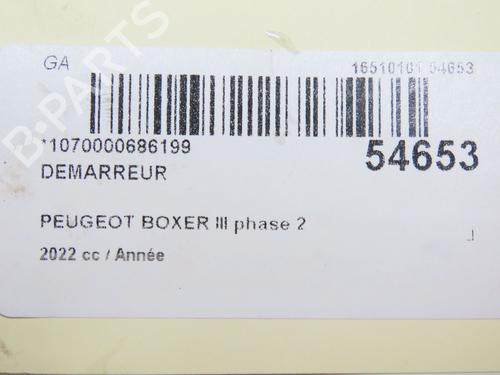 GA
16510101 54653
*1070000686199
54653
DEMARREUR
PEUGEOT BOXER III phase 2
2022 cc / Année
B-PARTS